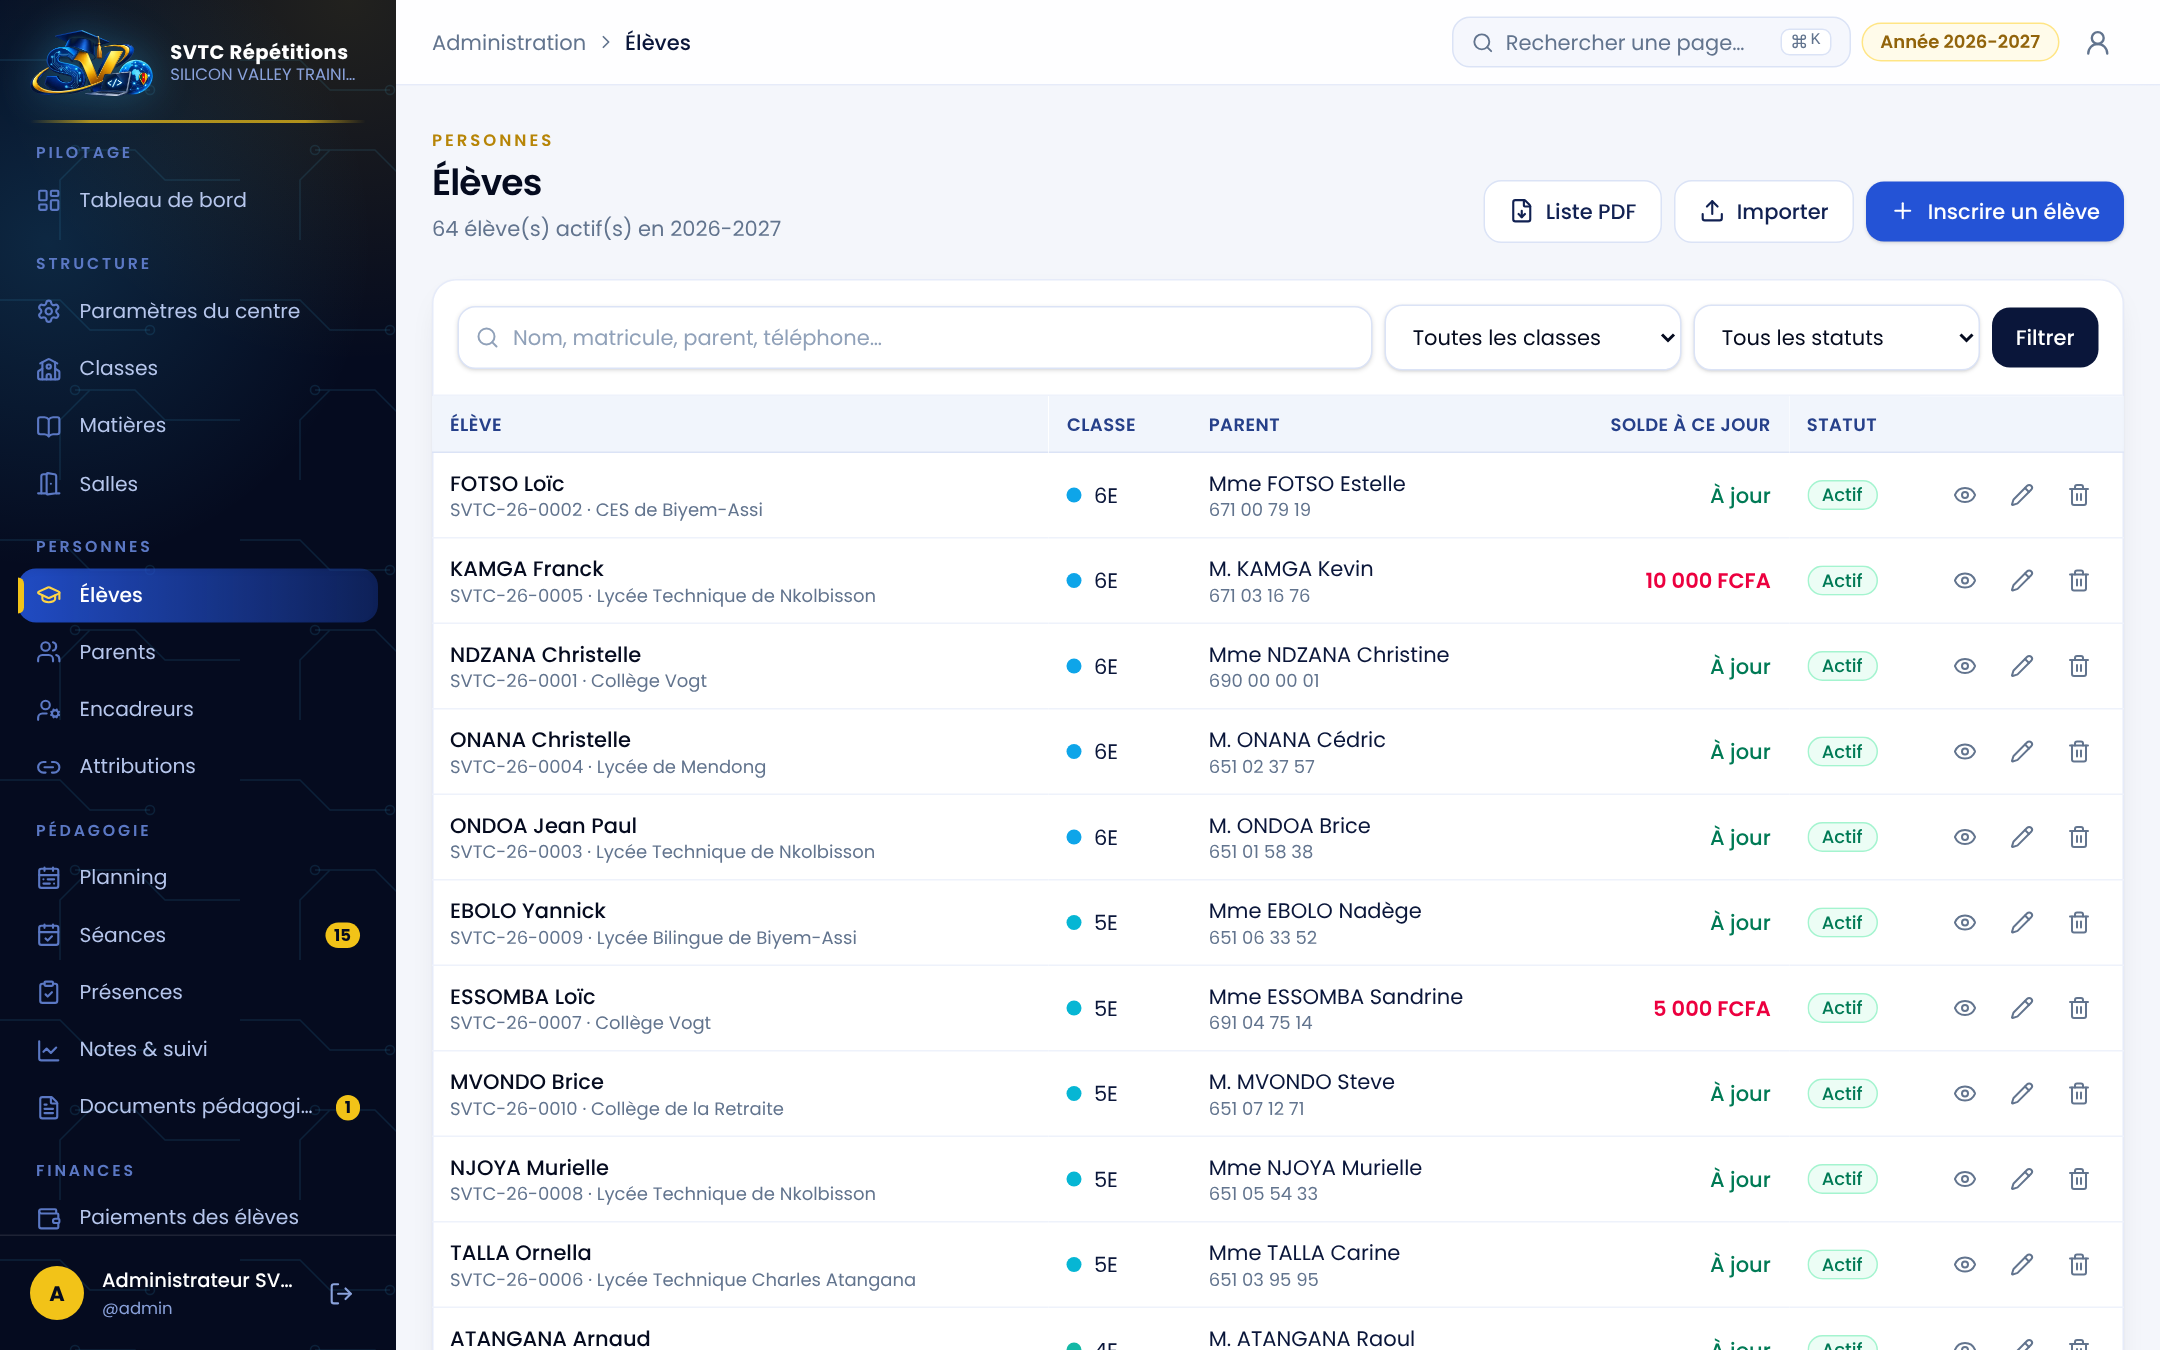 SVTC Répétitions
SILICON VALLEY TRAINI...
PILOTAGE
Tableau de bord
STRUCTURE
Paramètres du centre
Classes
Matières
Salles
PERSONNES
Élèves
Parents
Encadreurs
Attributions
PÉDAGOGIE
Planning
Séances 15
Présences
Notes & suivi
Documents pédagogi... 1
FINANCES
Paiements des élèves
A
Administrateur SV...
@admin
Administration > Élèves
Rechercher une page... ⌘ K
Année 2026-2027
PERSONNES
Élèves
64 élève(s) actif(s) en 2026-2027
Liste PDF
Importer
+ Inscrire un élève
Nom, matricule, parent, téléphone...
Toutes les classes
Tous les statuts
Filtrer
ÉLÈVE CLASSE PARENT SOLDE À CE JOUR STATUT
FOTSO Loïc 6E Mme FOTSO Estelle À jour Actif
SVTC-26-0002 · CES de Biyem-Assi 671 00 79 19
KAMGA Franck 6E M. KAMGA Kevin 10 000 FCFA Actif
SVTC-26-0005 · Lycée Technique de Nkolbisson 671 03 16 76
NDZANA Christelle 6E Mme NDZANA Christine À jour Actif
SVTC-26-0001 · Collège Vogt 690 00 00 01
ONANA Christelle 6E M. ONANA Cédric À jour Actif
SVTC-26-0004 · Lycée de Mendong 651 02 37 57
ONDOA Jean Paul 6E M. ONDOA Brice À jour Actif
SVTC-26-0003 · Lycée Technique de Nkolbisson 651 01 58 38
EBOLO Yannick 5E Mme EBOLO Nadège À jour Actif
SVTC-26-0009 · Lycée Bilingue de Biyem-Assi 651 06 33 52
ESSOMBA Loïc 5E Mme ESSOMBA Sandrine 5 000 FCFA Actif
SVTC-26-0007 · Collège Vogt 691 04 75 14
MVONDO Brice 5E M. MVONDO Steve À jour Actif
SVTC-26-0010 · Collège de la Retraite 651 07 12 71
NJOYA Murielle 5E Mme NJOYA Murielle À jour Actif
SVTC-26-0008 · Lycée Technique de Nkolbisson 651 05 54 33
TALLA Ornella 5E Mme TALLA Carine À jour Actif
SVTC-26-0006 · Lycée Technique Charles Atangana 651 03 95 95
ATANGANA Arnaud 4E M. ATANGANA Raoul À jour Actif